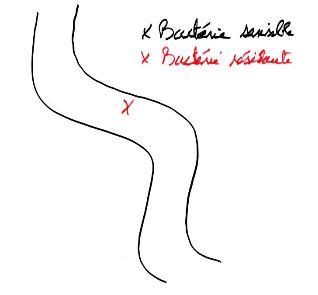 x Bactérie sensible
x Bactérie résistante
x